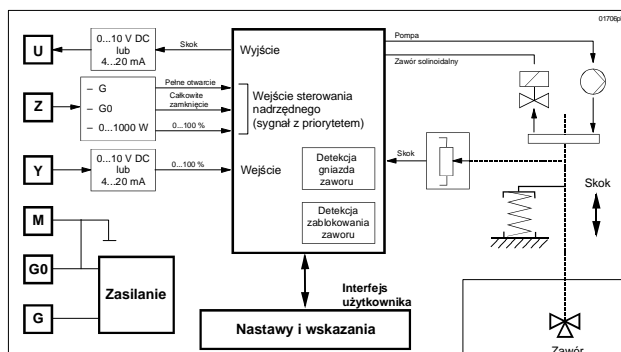 01706pl
U
0...10 V DC
lub
4...20 mA
Skok
Wyjście
Pompa
Zawór solinoidalny
Z
– G
– G0
– 0...1000 W
Pełne otwarcie
Całkowite
zamknięcie
0...100 %
Wejście sterowania
nadrzędnego
(sygnał z priorytetem)
Y
0...10 V DC
lub
4...20 mA
0...100 %
Wejście
Detekcja
gniazda
zaworu
Detekcja
zablokowania
zaworu
Skok
Skok
M
G0
G
Zasilanie
Interfejs
użytkownika
Nastawy i wskazania
Zawór